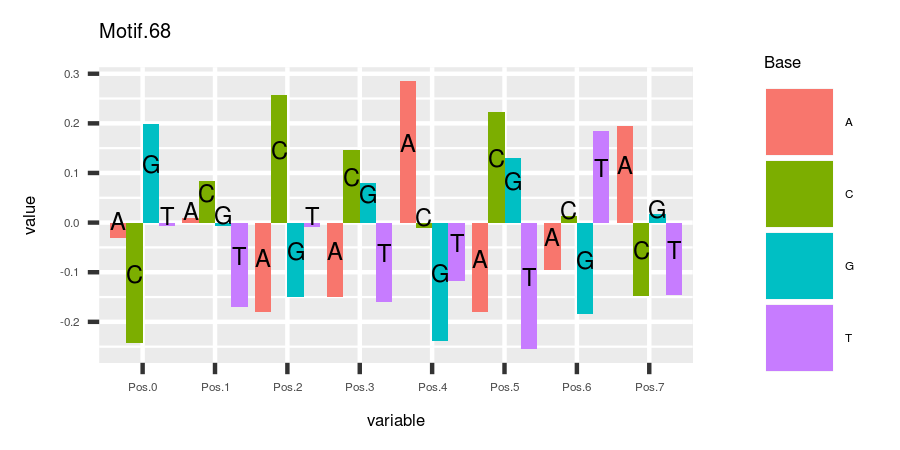 Motif.68
Base
0.3
0.2
0.1
0.0
-0.1
-0.2
value
A C G T A C G T A C G T A C G T A C G T A C G T A C G T A C G T
Pos.0 Pos.1 Pos.2 Pos.3 Pos.4 Pos.5 Pos.6 Pos.7
variable
A
C
G
T